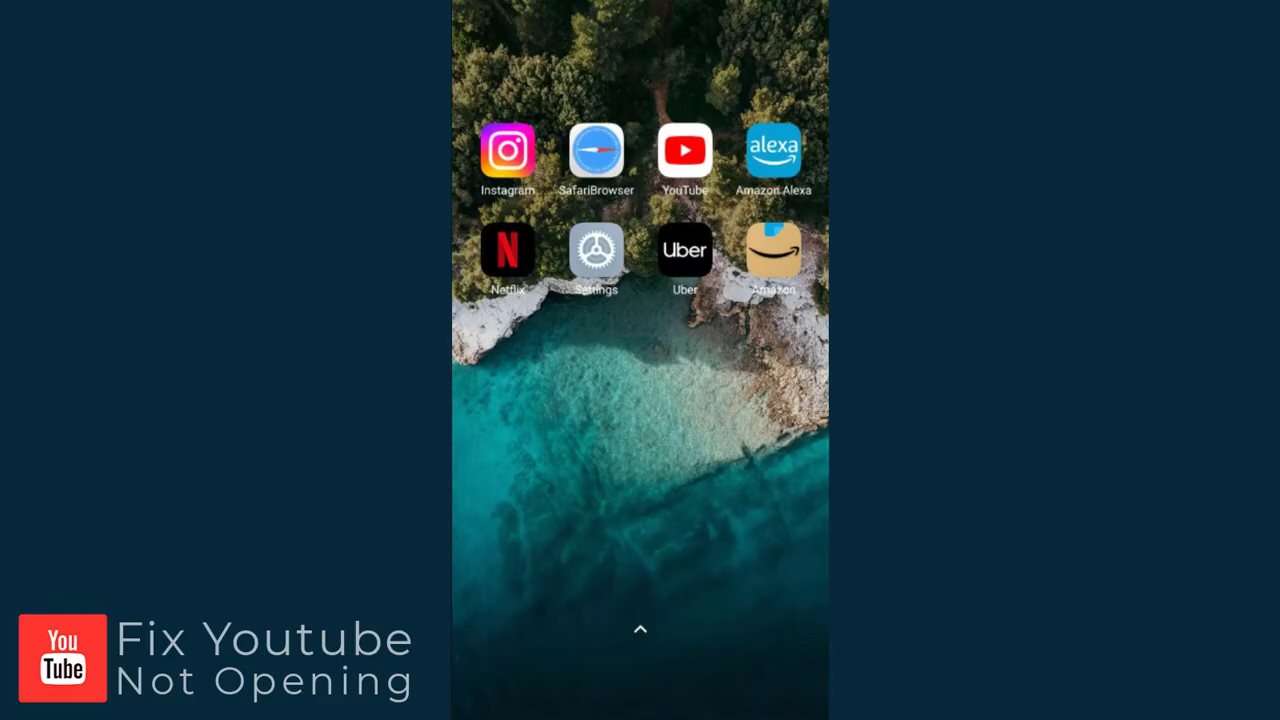 Instagram
SafariBrowser
YouTube
alexa
Amazon Alexa
N
Netflix
Settings
Uber
Uber
Amazon
You
Tube
Fix Youtube
Not Opening